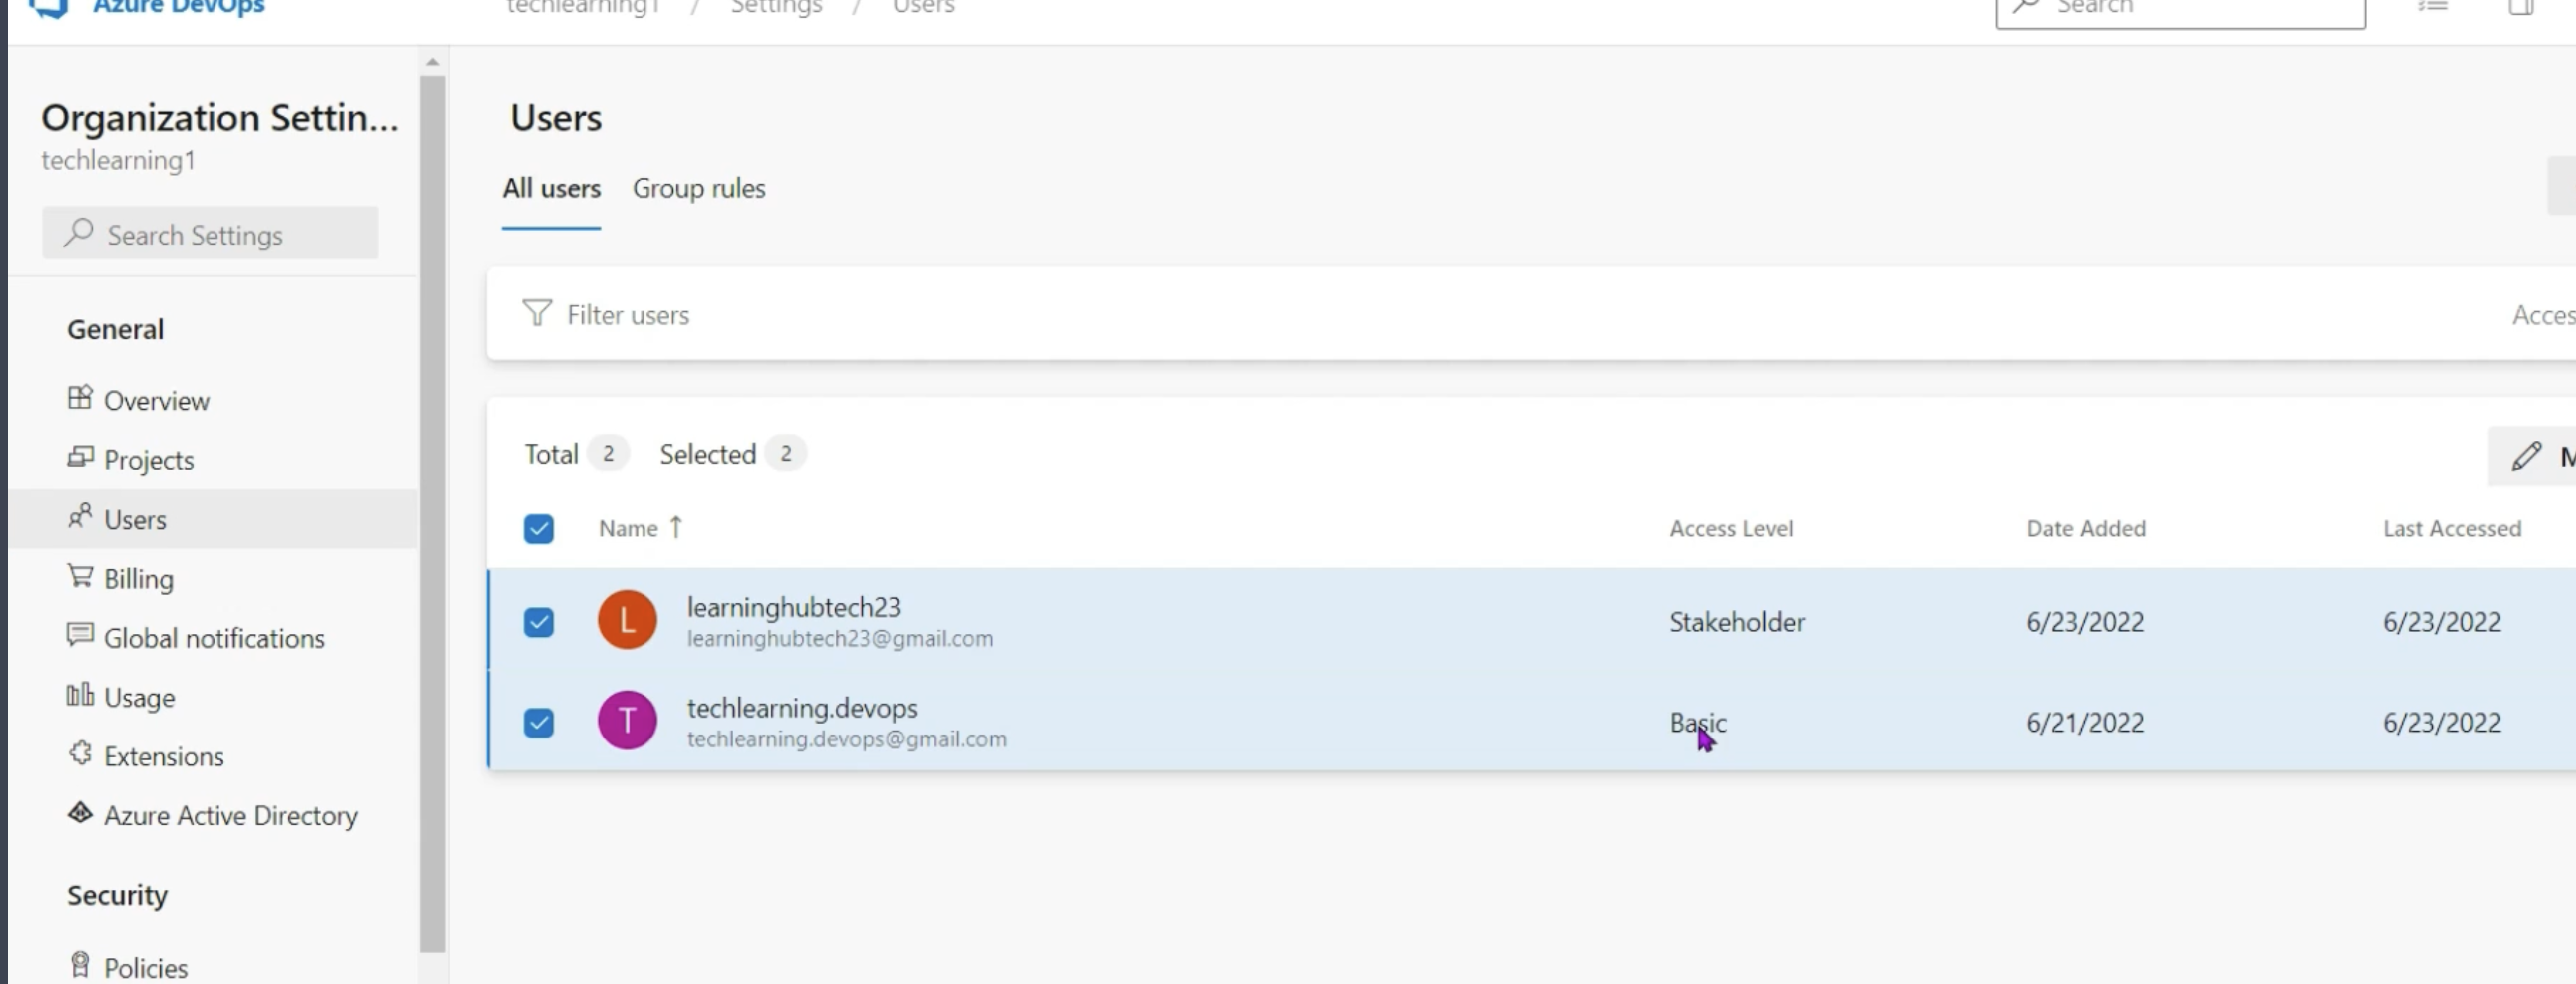 Azure DevOps
techlearning1 / Settings / Users
Search
Organization Settin...
techlearning1
Search Settings
General
Overview
Projects
Users
Billing
Global notifications
Usage
Extensions
Azure Active Directory
Security
Policies
Users
All users Group rules
Filter users
Total 2 Selected 2
Name ↑ Access Level Date Added Last Accessed
L learninghubtech23 Stakeholder 6/23/2022 6/23/2022
learninghubtech23@gmail.com
T techlearning.devops Basic 6/21/2022 6/23/2022
techlearning.devops@gmail.com